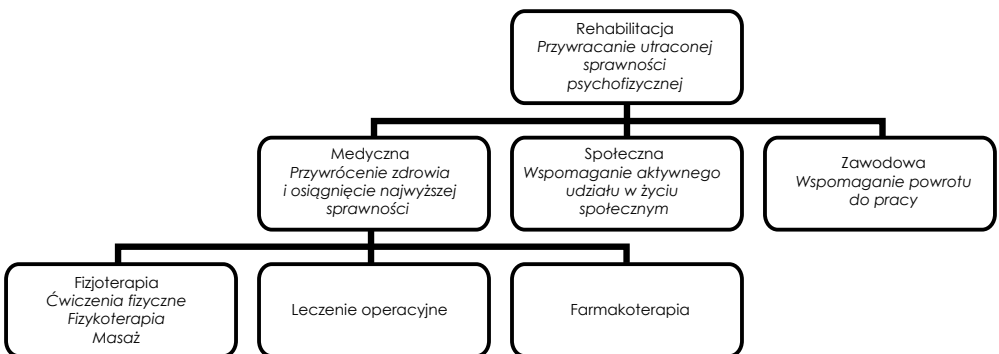 Rehabilitacja
Przywracanie utraconej
sprawności
psychofizycznej
Medyczna
Przywrócenie zdrowia
i osiągnięcie najwyższej
sprawności
Społeczna
Wspomaganie aktywnego
udziału w życiu
społecznym
Zawodowa
Wspomaganie powrotu
do pracy
Fizjoterapia
Ćwiczenia fizyczne
Fizykoterapia
Masaż
Leczenie operacyjne
Farmakoterapia